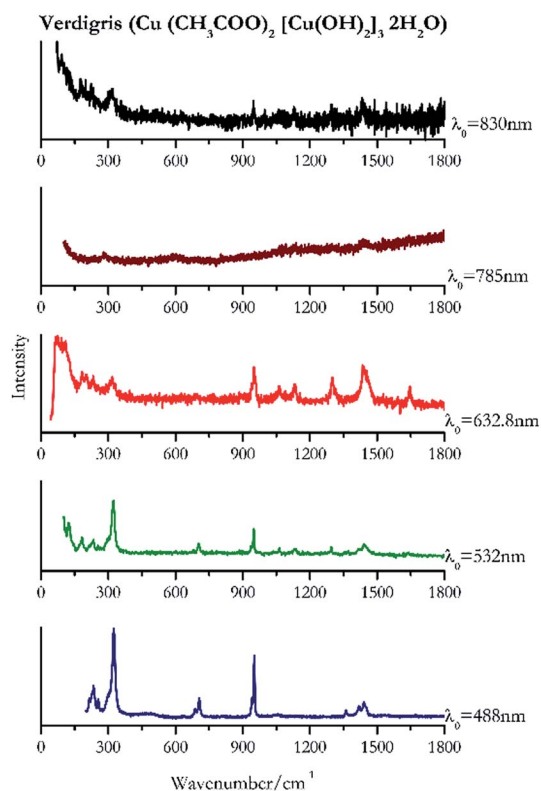 Verdigris (Cu (CH₃COO)₂ [Cu(OH)₂]₃ 2H₂O)
0 300 600 900 1200 1500 1800
λ₀=830nm
0 300 600 900 1200 1500 1800
λ₀=785nm
Intensity
0 300 600 900 1200 1500 1800
λ₀=632.8nm
0 300 600 900 1200 1500 1800
λ₀=532nm
0 300 600 900 1200 1500 1800
λ₀=488nm
Wavenumber/cm⁻¹